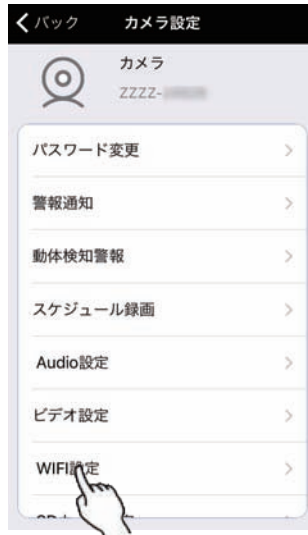 バック
カメラ設定
カメラ
ZZZZ-
パスワード変更
警報通知
動体検知警報
スケジュール録画
Audio設定
ビデオ設定
WIFI設定